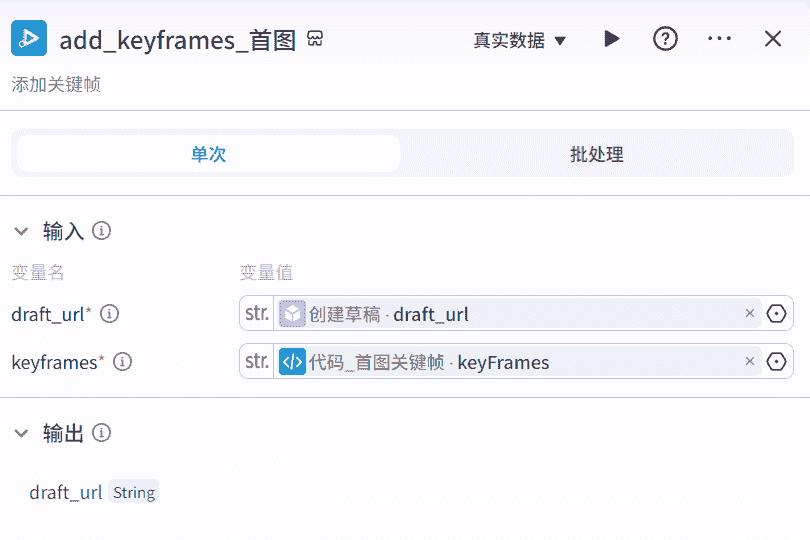 add_keyframes_首图 真实数据
添加关键帧
单次 批处理
输入
变量名 变量值
draft_url* str. 创建草稿 · draft_url
keyframes* str. 代码_首图关键帧 · keyFrames
输出
draft_url String